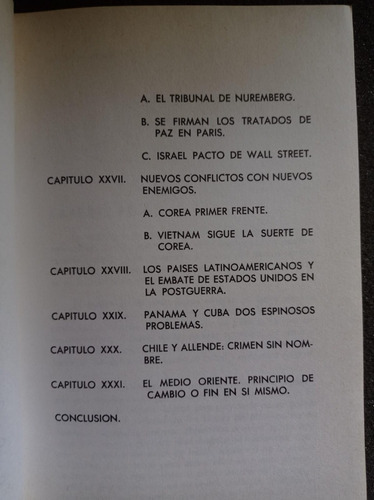 A. EL TRIBUNAL DE NUREMBERG.
B. SE FIRMAN LOS TRATADOS DE
PAZ EN PARIS.
C. ISRAEL PACTO DE WALL STREET.
CAPITULO XXVII. NUEVOS CONFLICTOS CON NUEVOS
ENEMIGOS.
A. COREA PRIMER FRENTE.
B. VIETNAM SIGUE LA SUERTE DE
COREA.
CAPITULO XXVIII. LOS PAISES LATINOAMERICANOS Y
EL EMBATE DE ESTADOS UNIDOS EN
LA POSTGUERRA.
CAPITULO XXIX. PANAMA Y CUBA DOS ESPINOSOS
PROBLEMAS.
CAPITULO XXX. CHILE Y ALLENDE: CRIMEN SIN NOM-
BRE.
CAPITULO XXXI. EL MEDIO ORIENTE. PRINCIPIO DE
CAMBIO O FIN EN SI MISMO.
CONCLUSION.